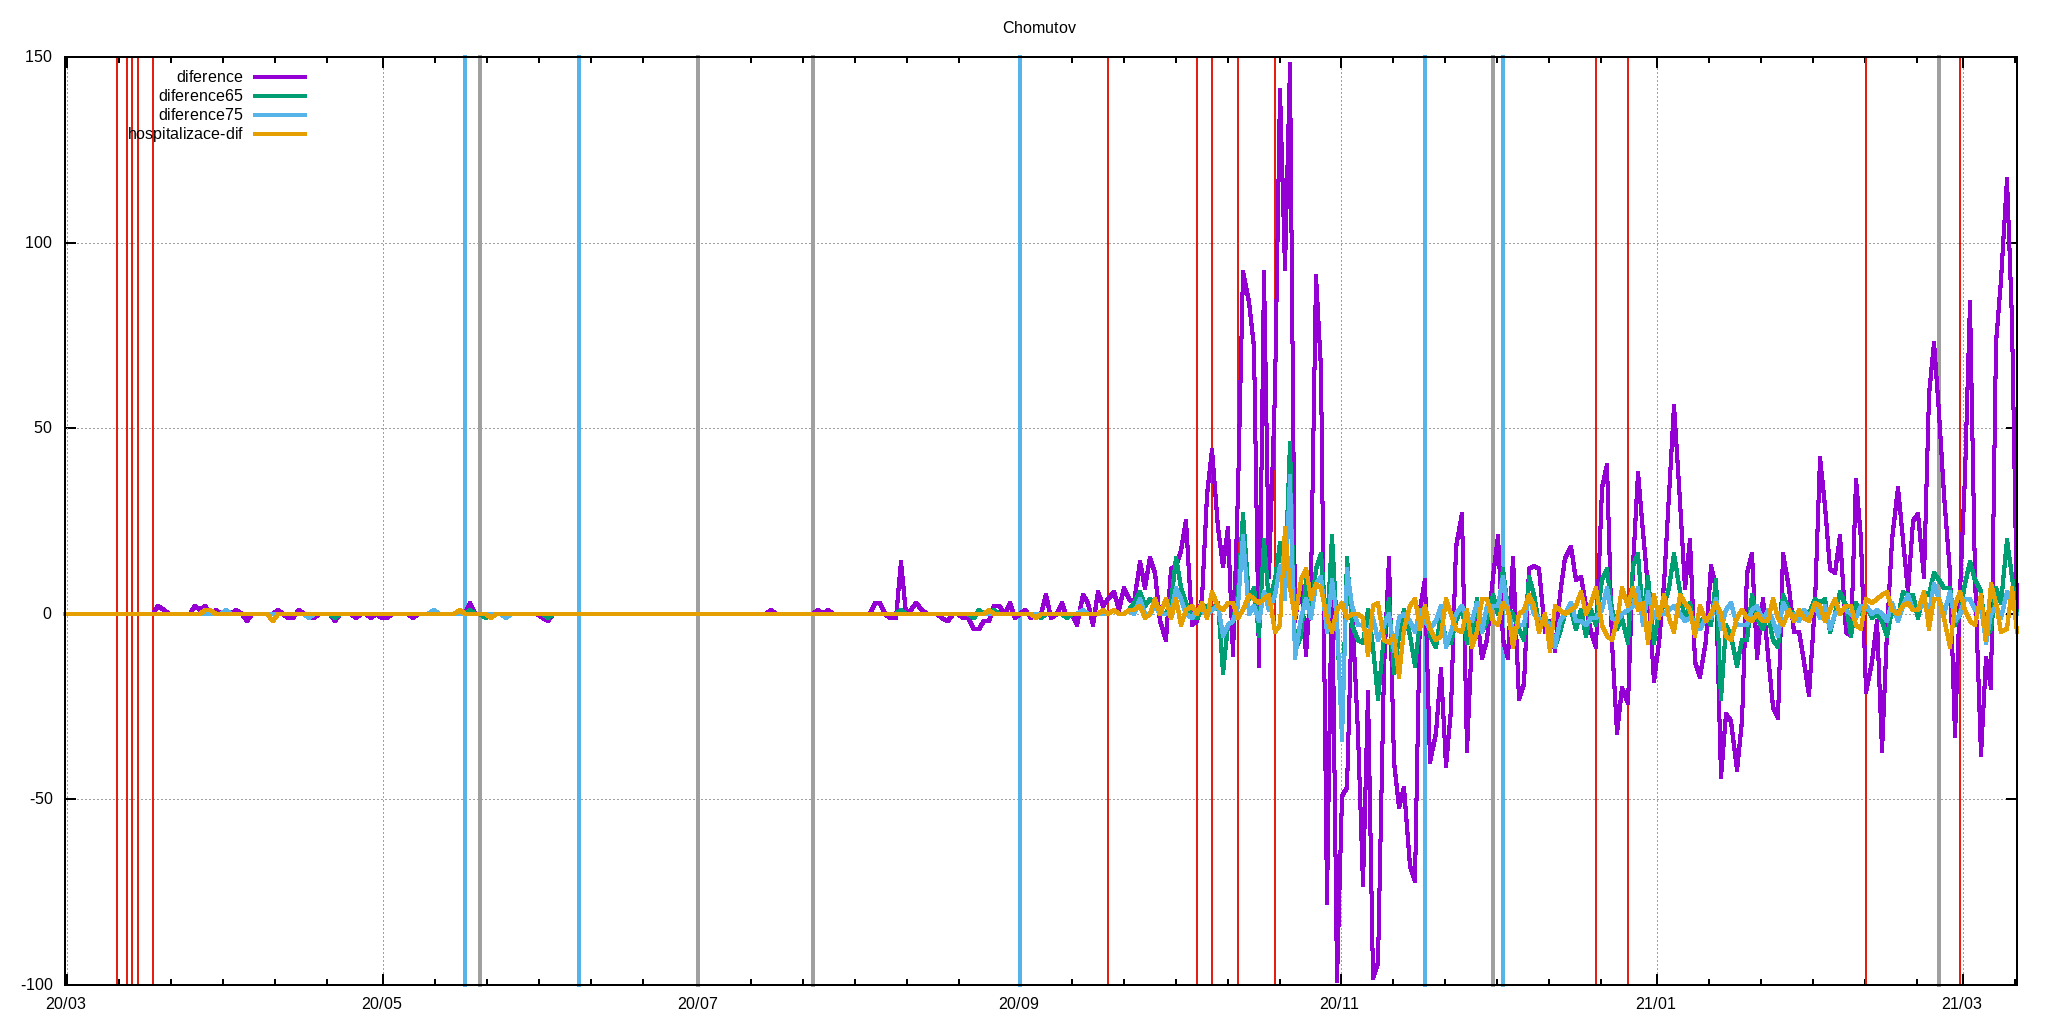 Chomutov
150
diference
diference65
diference75
hospitalizace-dif
100
50
0
-50
-100
20/03 20/05 20/07 20/09 20/11 21/01 21/03